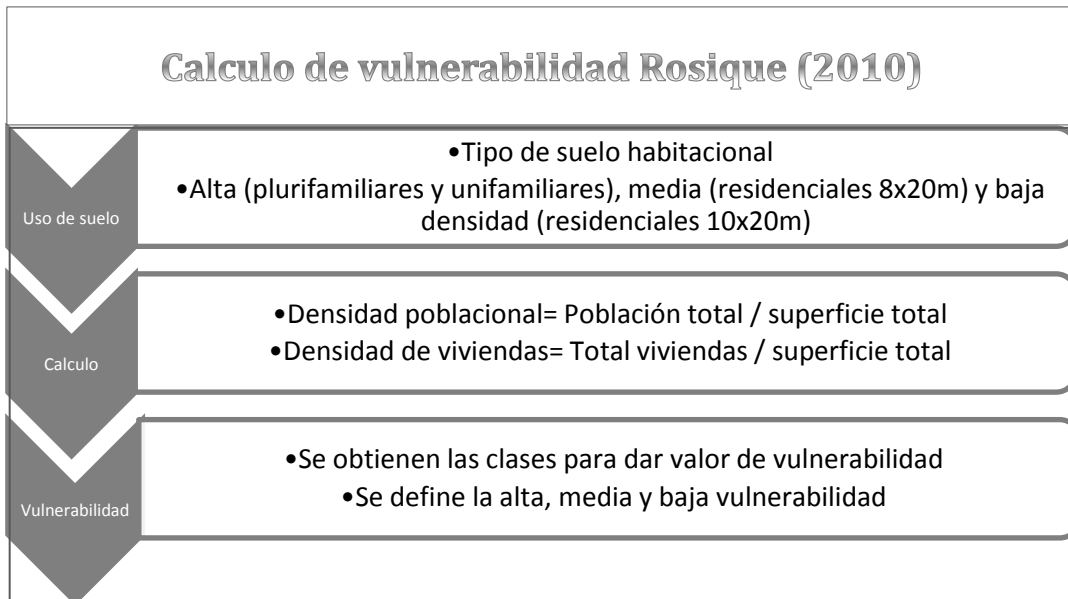 Calculo de vulnerabilidad Rosique (2010)
Uso de suelo
•Tipo de suelo habitacional
•Alta (plurifamiliares y unifamiliares), media (residenciales 8x20m) y baja
densidad (residenciales 10x20m)
Calculo
•Densidad poblacional= Población total / superficie total
•Densidad de viviendas= Total viviendas / superficie total
Vulnerabilidad
•Se obtienen las clases para dar valor de vulnerabilidad
•Se define la alta, media y baja vulnerabilidad